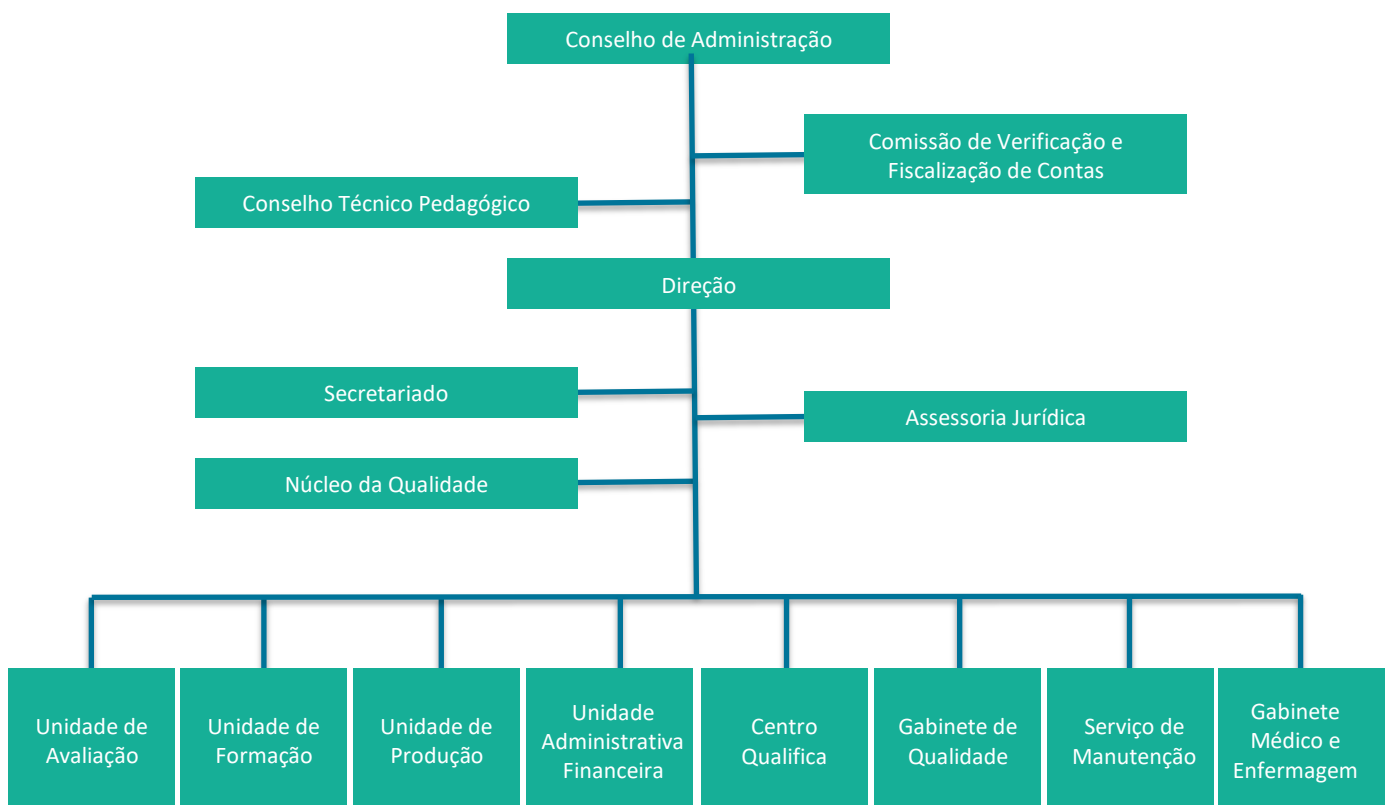 Conselho de Administração
Comissão de Verificação e
Fiscalização de Contas
Conselho Técnico Pedagógico
Direção
Secretariado
Assessoria Jurídica
Núcleo da Qualidade
Unidade de
Avaliação
Unidade de
Formação
Unidade de
Produção
Unidade
Administrativa
Financeira
Centro
Qualifica
Gabinete de
Qualidade
Serviço de
Manutenção
Gabinete
Médico e
Enfermagem